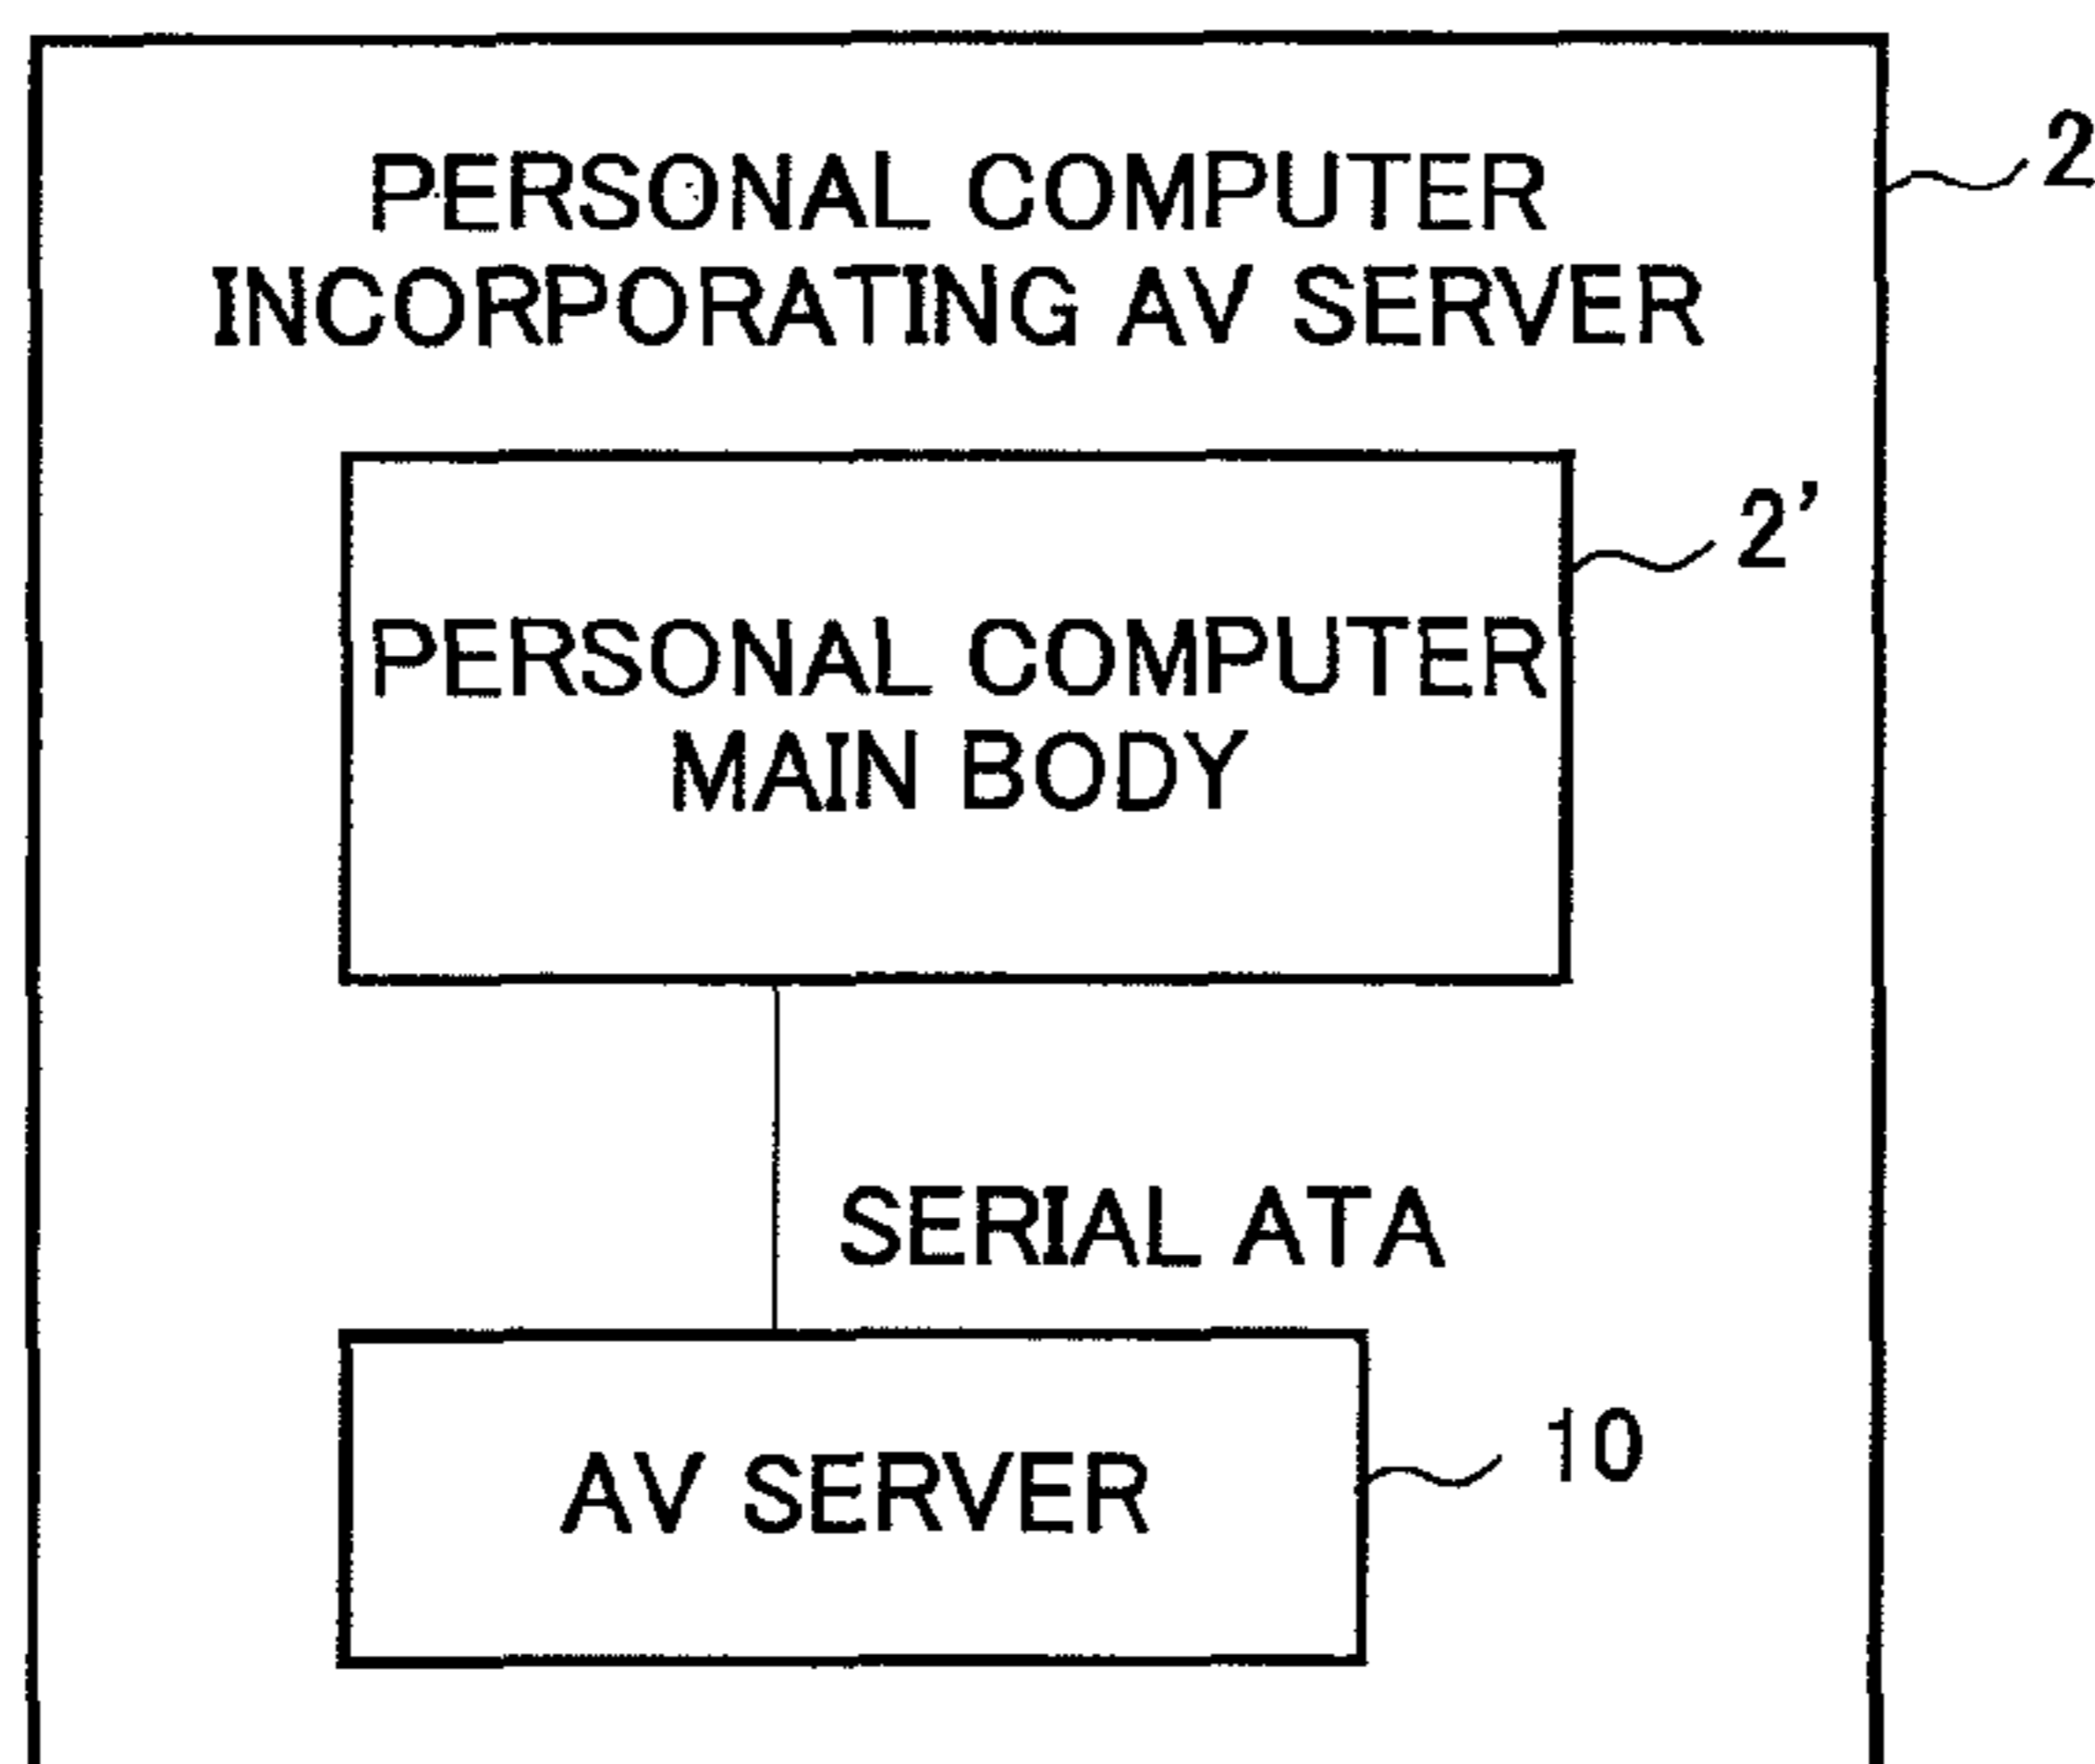 PERSONAL COMPUTER
INCORPORATING AV SERVER
2
2'
PERSONAL COMPUTER
MAIN BODY
SERIAL ATA
AV SERVER
10